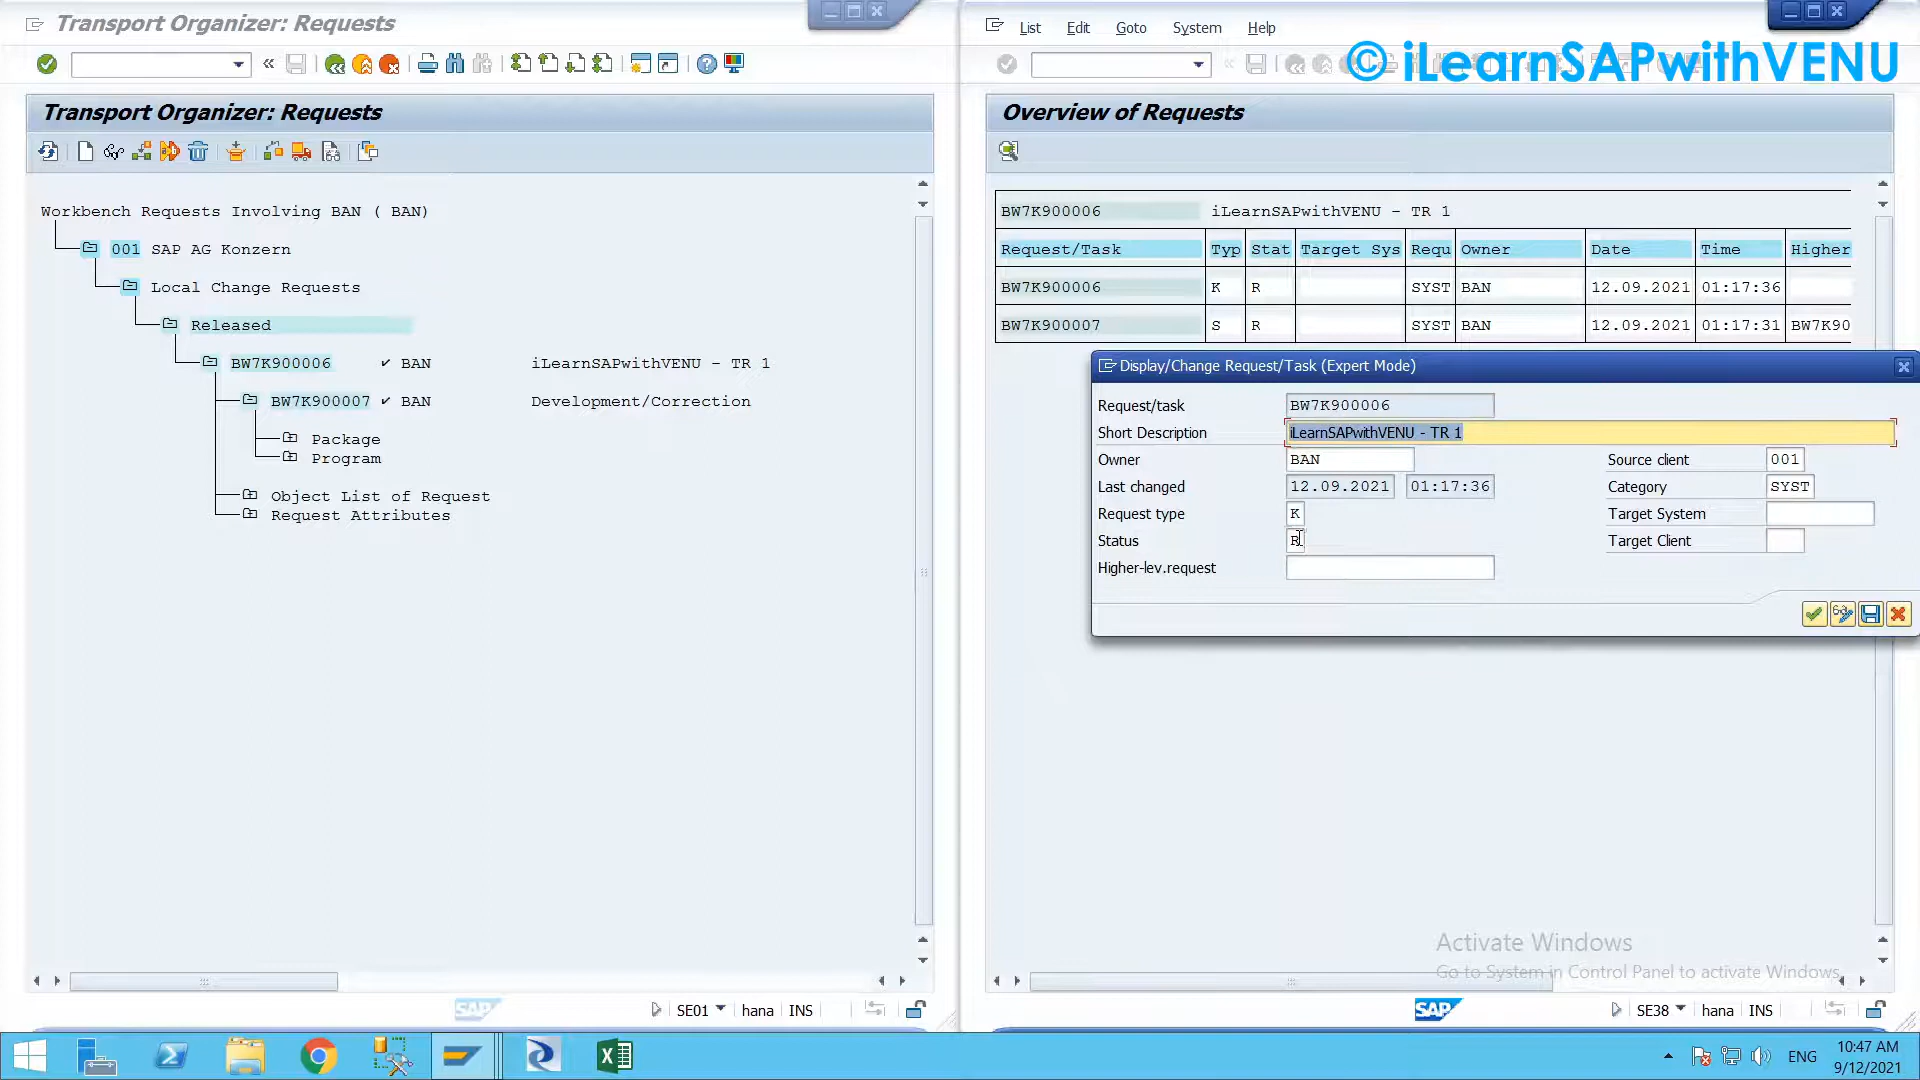 Transport Organizer: Requests
List Edit Goto System Help
© iLearnSAPwithVENU
Transport Organizer: Requests
Overview of Requests
Workbench Requests Involving BAN ( BAN)
001 SAP AG Konzern
Local Change Requests
Released
BW7K900006 ✔ BAN iLearnSAPwithVENU - TR 1
BW7K900007 ✔ BAN Development/Correction
Package
Program
Object List of Request
Request Attributes
BW7K900006 iLearnSAPwithVENU - TR 1
Request/Task Typ Stat Target Sys Requ Owner Date Time Higher
BW7K900006 K R SYST BAN 12.09.2021 01:17:36
BW7K900007 S R SYST BAN 12.09.2021 01:17:31 BW7K90
Display/Change Request/Task (Expert Mode)
Request/task BW7K900006
Short Description iLearnSAPwithVENU - TR 1
Owner BAN Source client 001
Last changed 12.09.2021 01:17:36 Category SYST
Request type K Target System
Status R Target Client
Higher-lev.request
Activate Windows
Go to System in Control Panel to activate Windows.
SAP SE01 hana INS
SAP SE38 hana INS
ENG
10:47 AM
9/12/2021